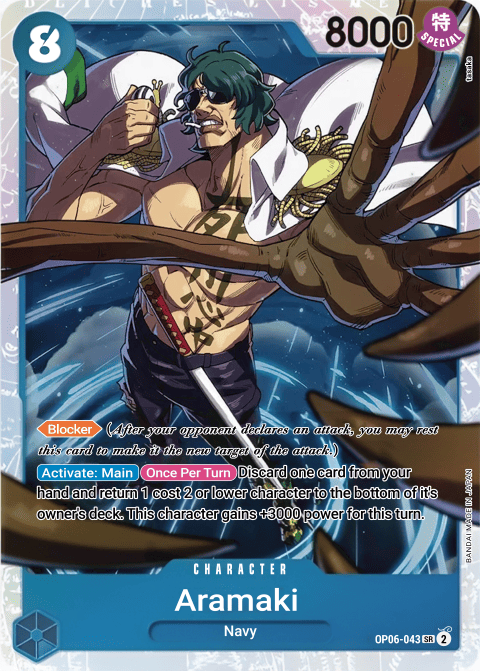 8
8000
特
SPECIAL
tasaka
Blocker (After your opponent declares an attack, you may rest
this card to make it the new target of the attack.)
Activate: Main Once Per Turn Discard one card from your
hand and return 1 cost 2 or lower character to the bottom of it's
owner's deck. This character gains +3000 power for this turn.
BANDAI MADE IN JAPAN
CHARACTER
Aramaki
Navy
OP06-043 SR 2